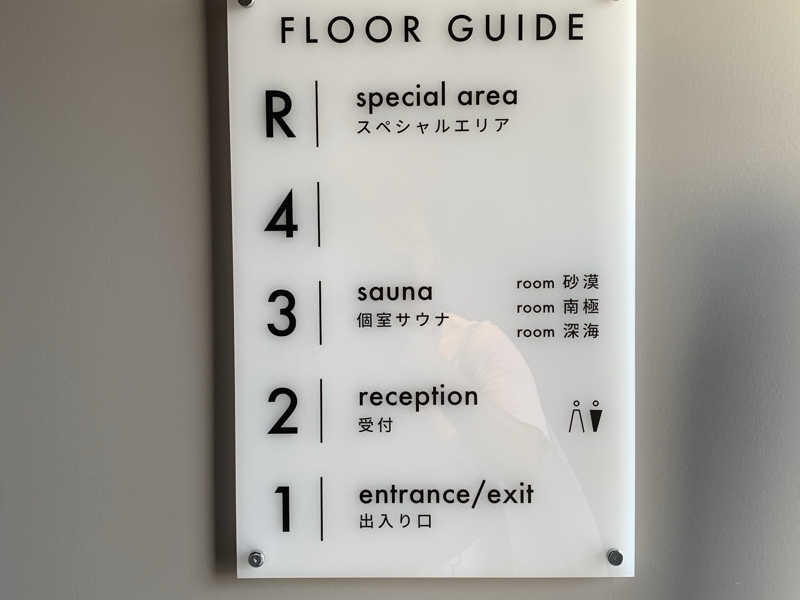 FLOOR GUIDE
R
special area
スペシャルエリア
4
3
sauna
個室サウナ
room 砂漠
room 南極
room 深海
2
reception
受付
1
entrance/exit
出入り口